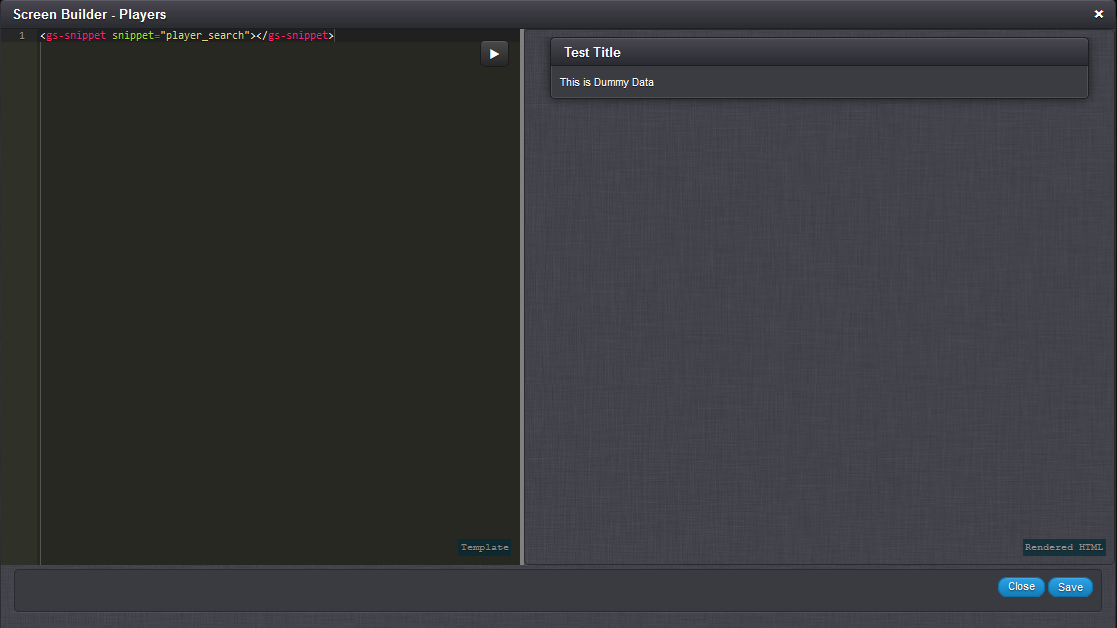 Screen Builder - Players
×
1 <gs-snippet snippet="player_search"></gs-snippet>
Test Title
This is Dummy Data
Template
Rendered HTML
Close Save